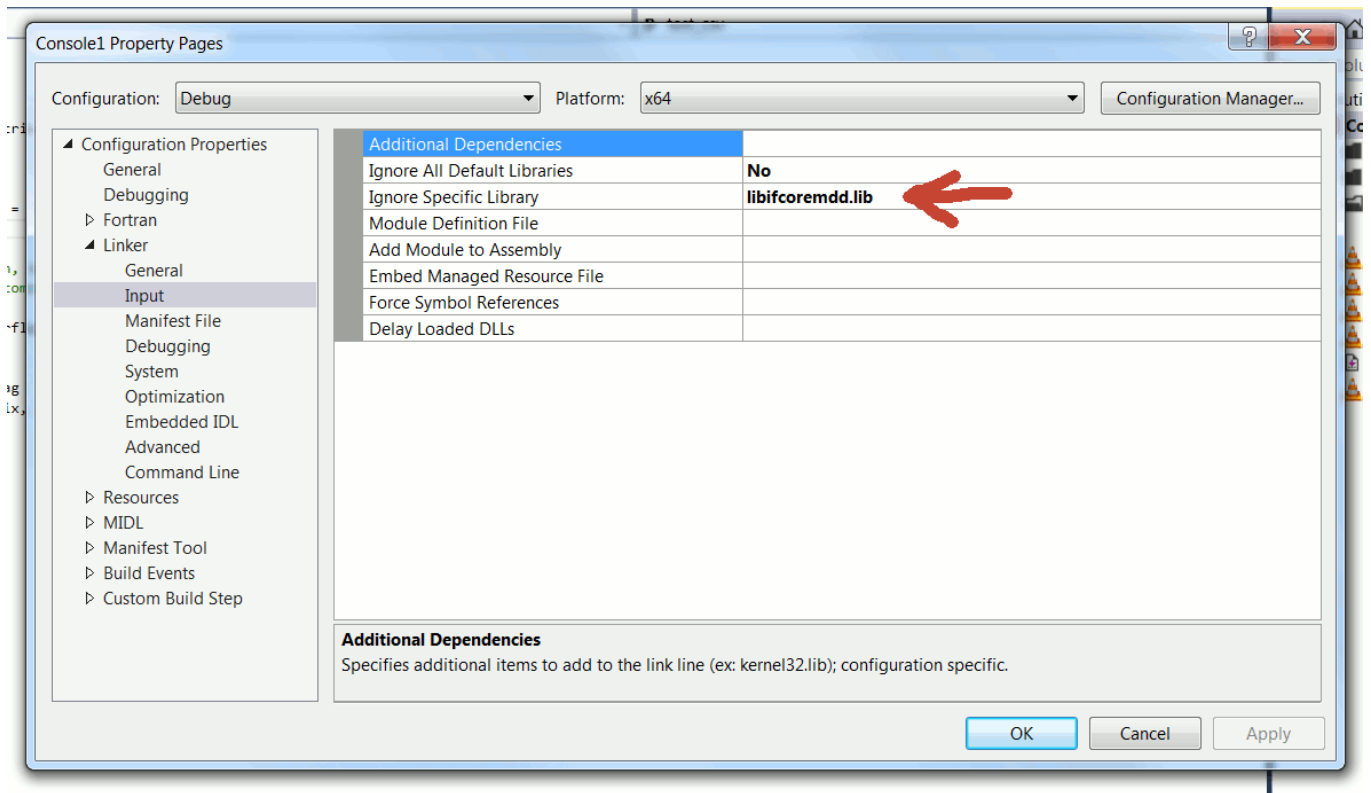 Console1 Property Pages
Configuration: Debug Platform: x64 Configuration Manager...
Configuration Properties
General
Debugging
Fortran
Linker
General
Input
Manifest File
Debugging
System
Optimization
Embedded IDL
Advanced
Command Line
Resources
MIDL
Manifest Tool
Build Events
Custom Build Step
Additional Dependencies
Ignore All Default Libraries No
Ignore Specific Library libifcoremdd.lib
Module Definition File
Add Module to Assembly
Embed Managed Resource File
Force Symbol References
Delay Loaded DLLs
Additional Dependencies
Specifies additional items to add to the link line (ex: kernel32.lib); configuration specific.
OK Cancel Apply